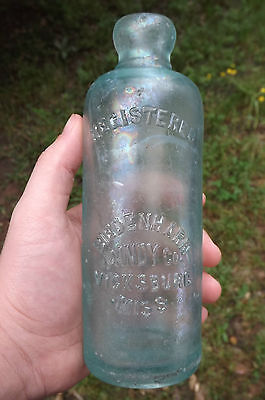 REGISTERED
BIEDENHARN
CANDY CO.
VICKSBURG
MISS